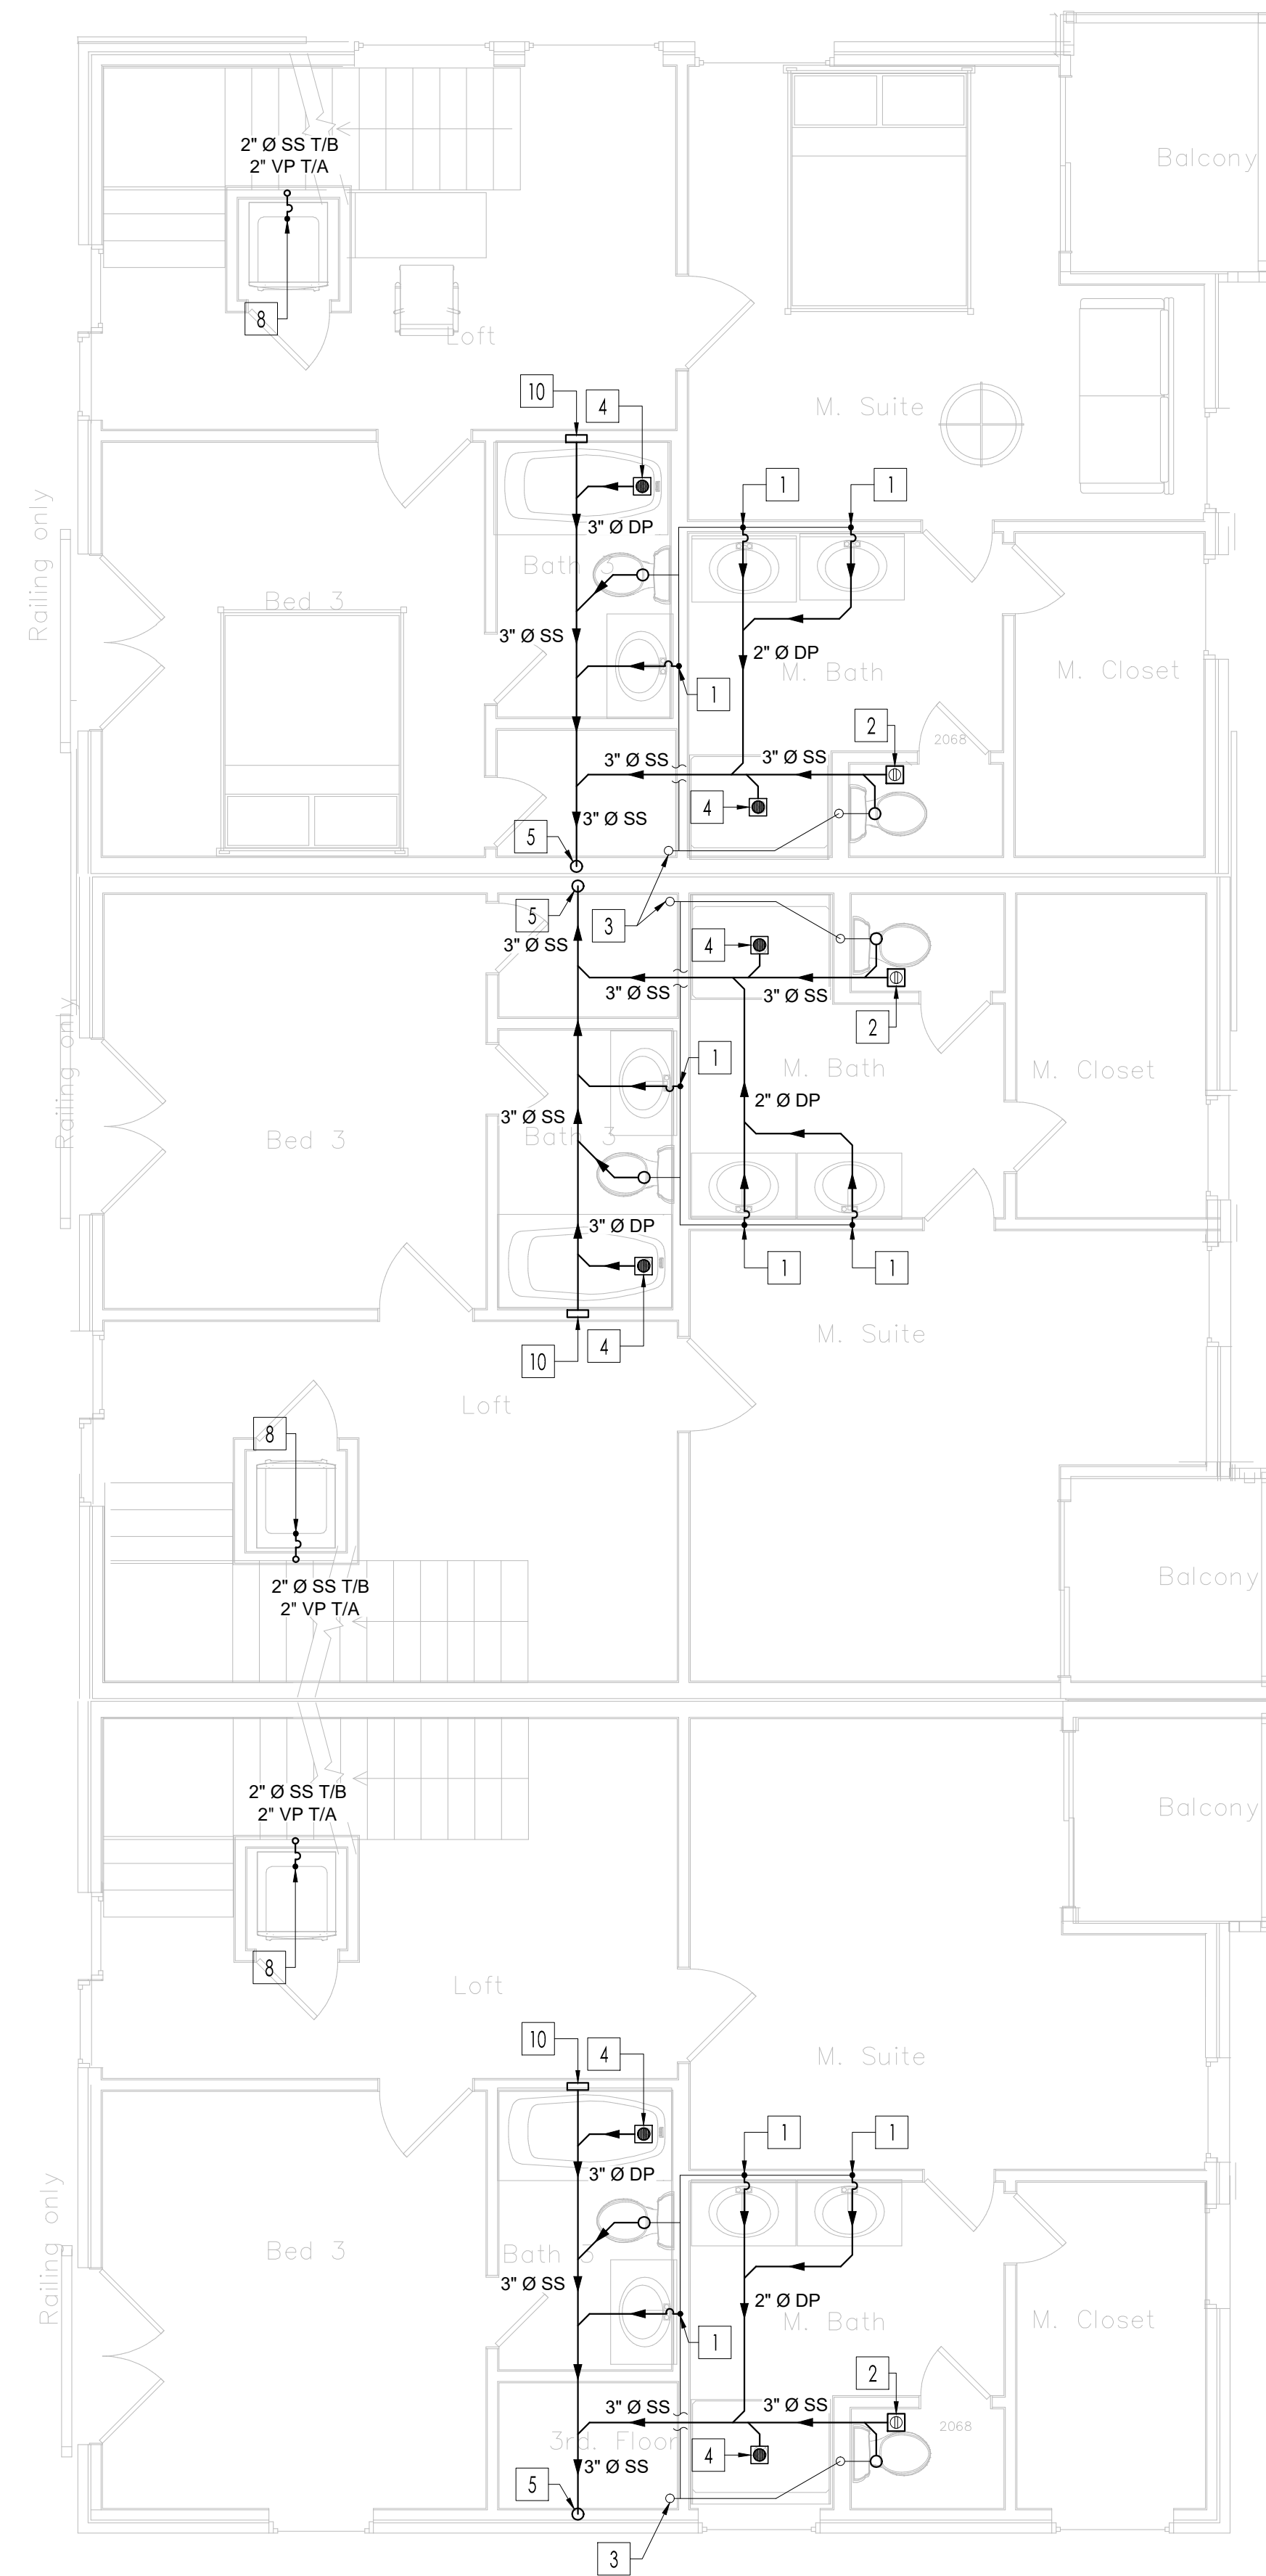 Balcony
2" Ø SS T/B
2" VP T/A
8
Loft
10
4
M. Suite
Railing only
1
1
3" Ø DP
Bath 3
Bed 3
3" Ø SS
2" Ø DP
M. Bath
M. Closet
1
2
2068
3" Ø SS
3" Ø SS
4
3" Ø SS
5
5
3
3" Ø SS
4
3" Ø SS
3" Ø SS
2
Railing only
1
M. Bath
M. Closet
2" Ø DP
3" Ø SS
Bed 3
Bath 3
3" Ø DP
1
1
4
10
M. Suite
Loft
8
Balcony
2" Ø SS T/B
2" VP T/A
2" Ø SS T/B
2" VP T/A
Balcony
8
Loft
10
4
M. Suite
1
1
3" Ø DP
Railing only
Bed 3
Bath 3
3" Ø SS
2" Ø DP
M. Bath
M. Closet
1
2
3" Ø SS
3" Ø SS
2068
3rd. Floor
4
3" Ø SS
5
3